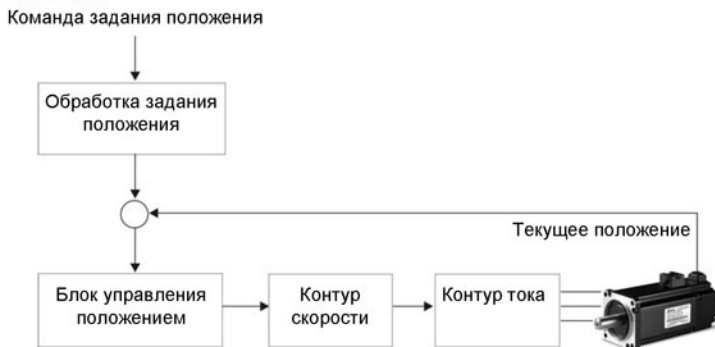 Команда задания положения
Обработка задания
положения
Текущее положение
Блок управления
положением
Контур
скорости
Контур тока